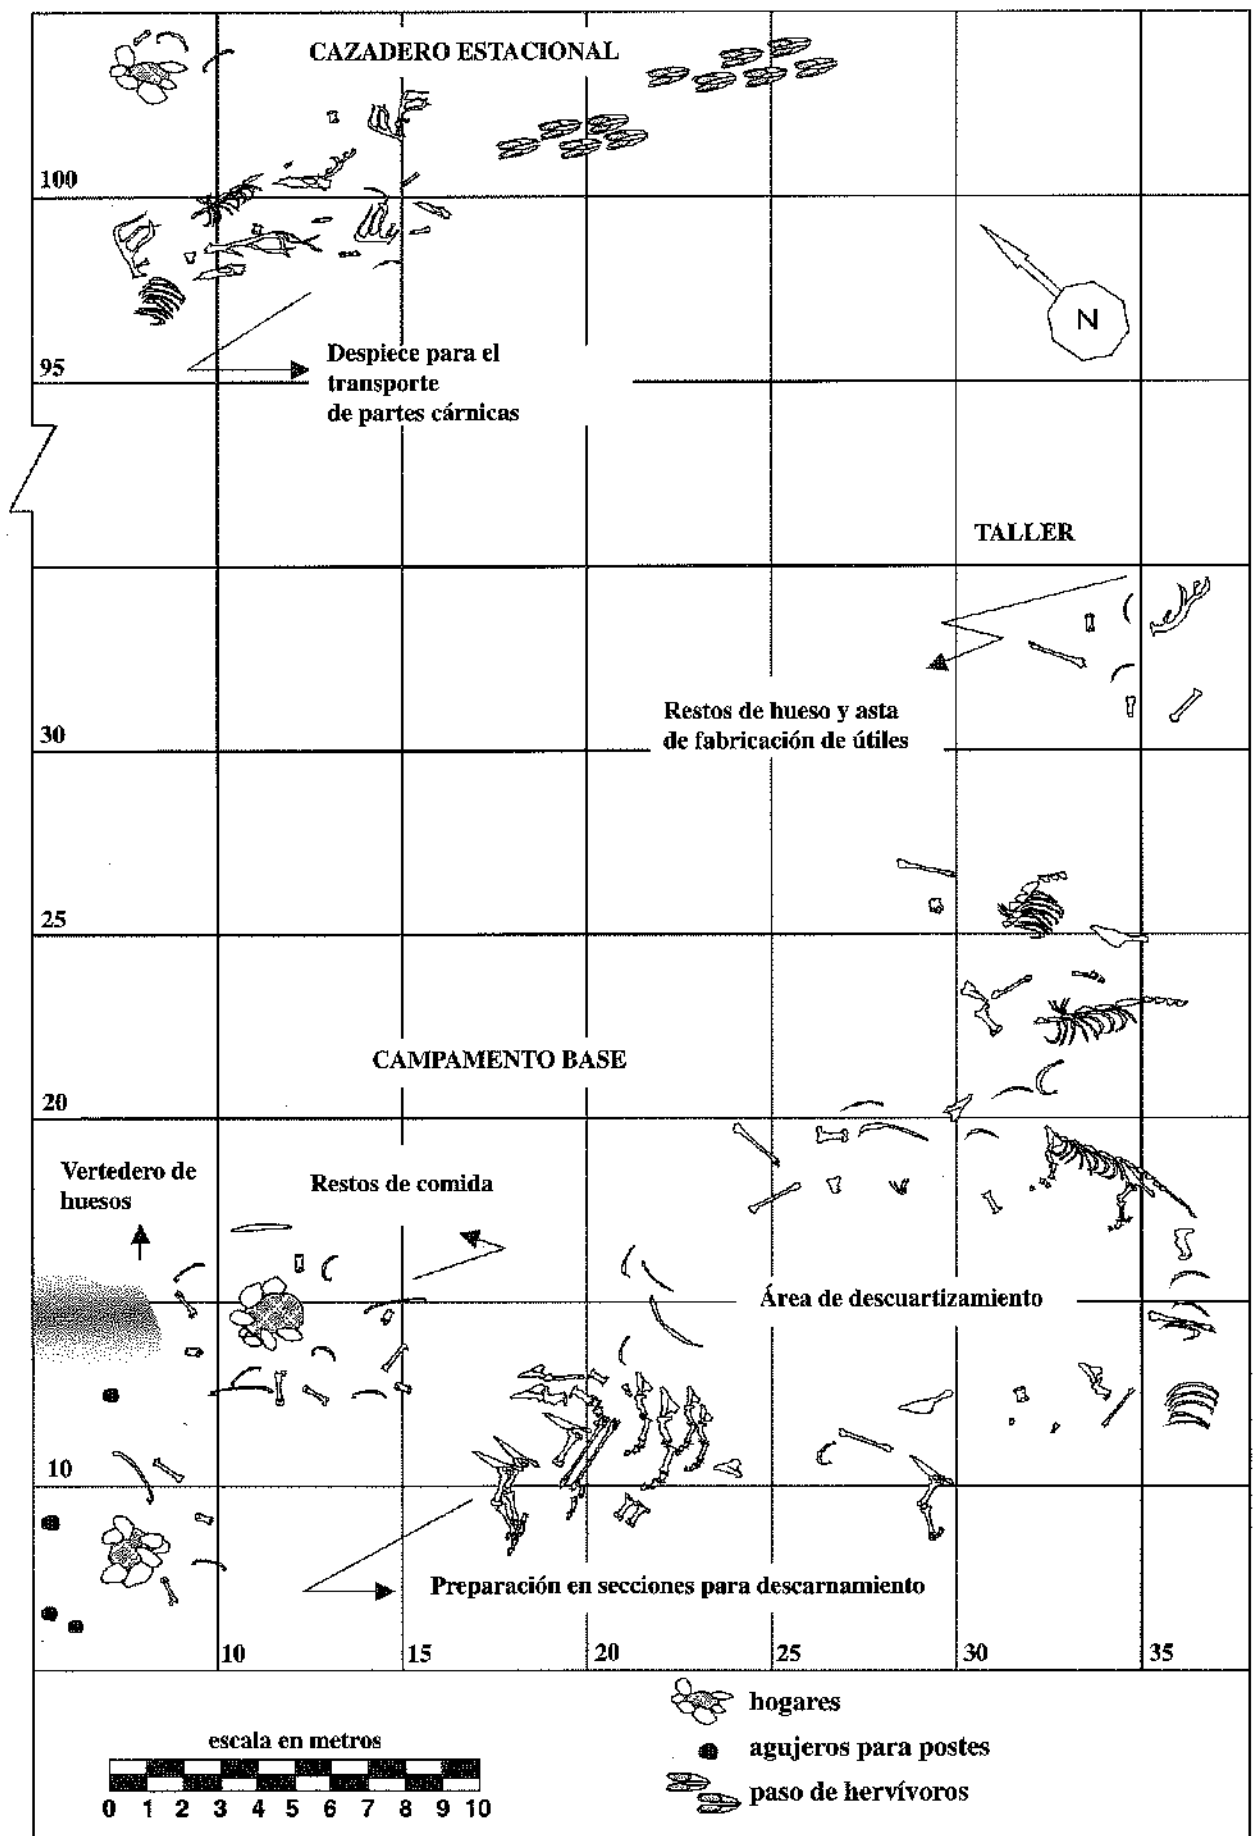 CAZADERO ESTACIONAL
100
N
95
Despiece para el
transporte
de partes cárnicas
TALLER
30
Restos de hueso y asta
de fabricación de útiles
25
CAMPAMENTO BASE
20
Vertedero de
huesos
Restos de comida
Área de descuartizamiento
10
Preparación en secciones para descarnamiento
10 15 20 25 30 35
hogares
escala en metros
agujeros para postes
paso de hervívoros
0 1 2 3 4 5 6 7 8 9 10